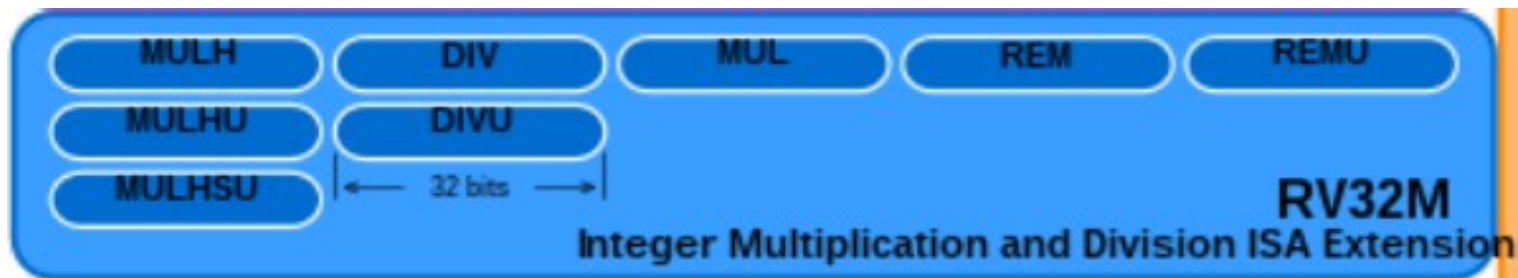 MULH DIV MUL REM REMU
MULHU DIVU
MULHSU 32 bits
RV32M
Integer Multiplication and Division ISA Extension